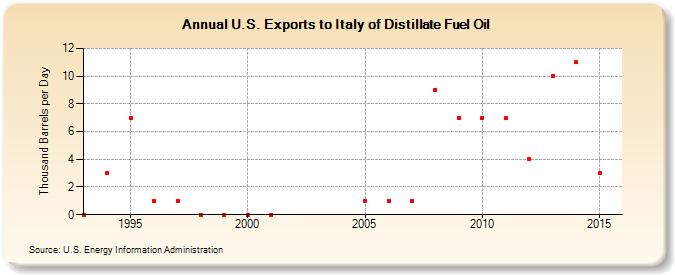 Annual U.S. Exports to Italy of Distillate Fuel Oil
Thousand Barrels per Day
12
10
8
6
4
2
0
1995 2000 2005 2010 2015
Source: U.S. Energy Information Administration